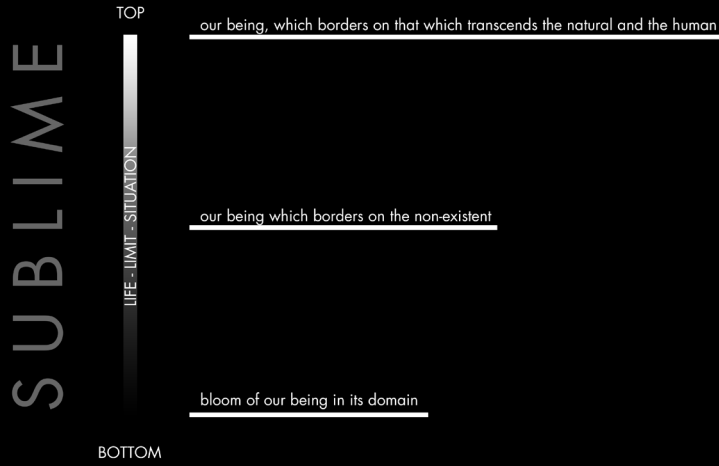 SUBLIME
TOP
our being, which borders on that which transcends the natural and the human
LIFE - LIMIT - SITUATION
our being which borders on the non-existent
bloom of our being in its domain
BOTTOM